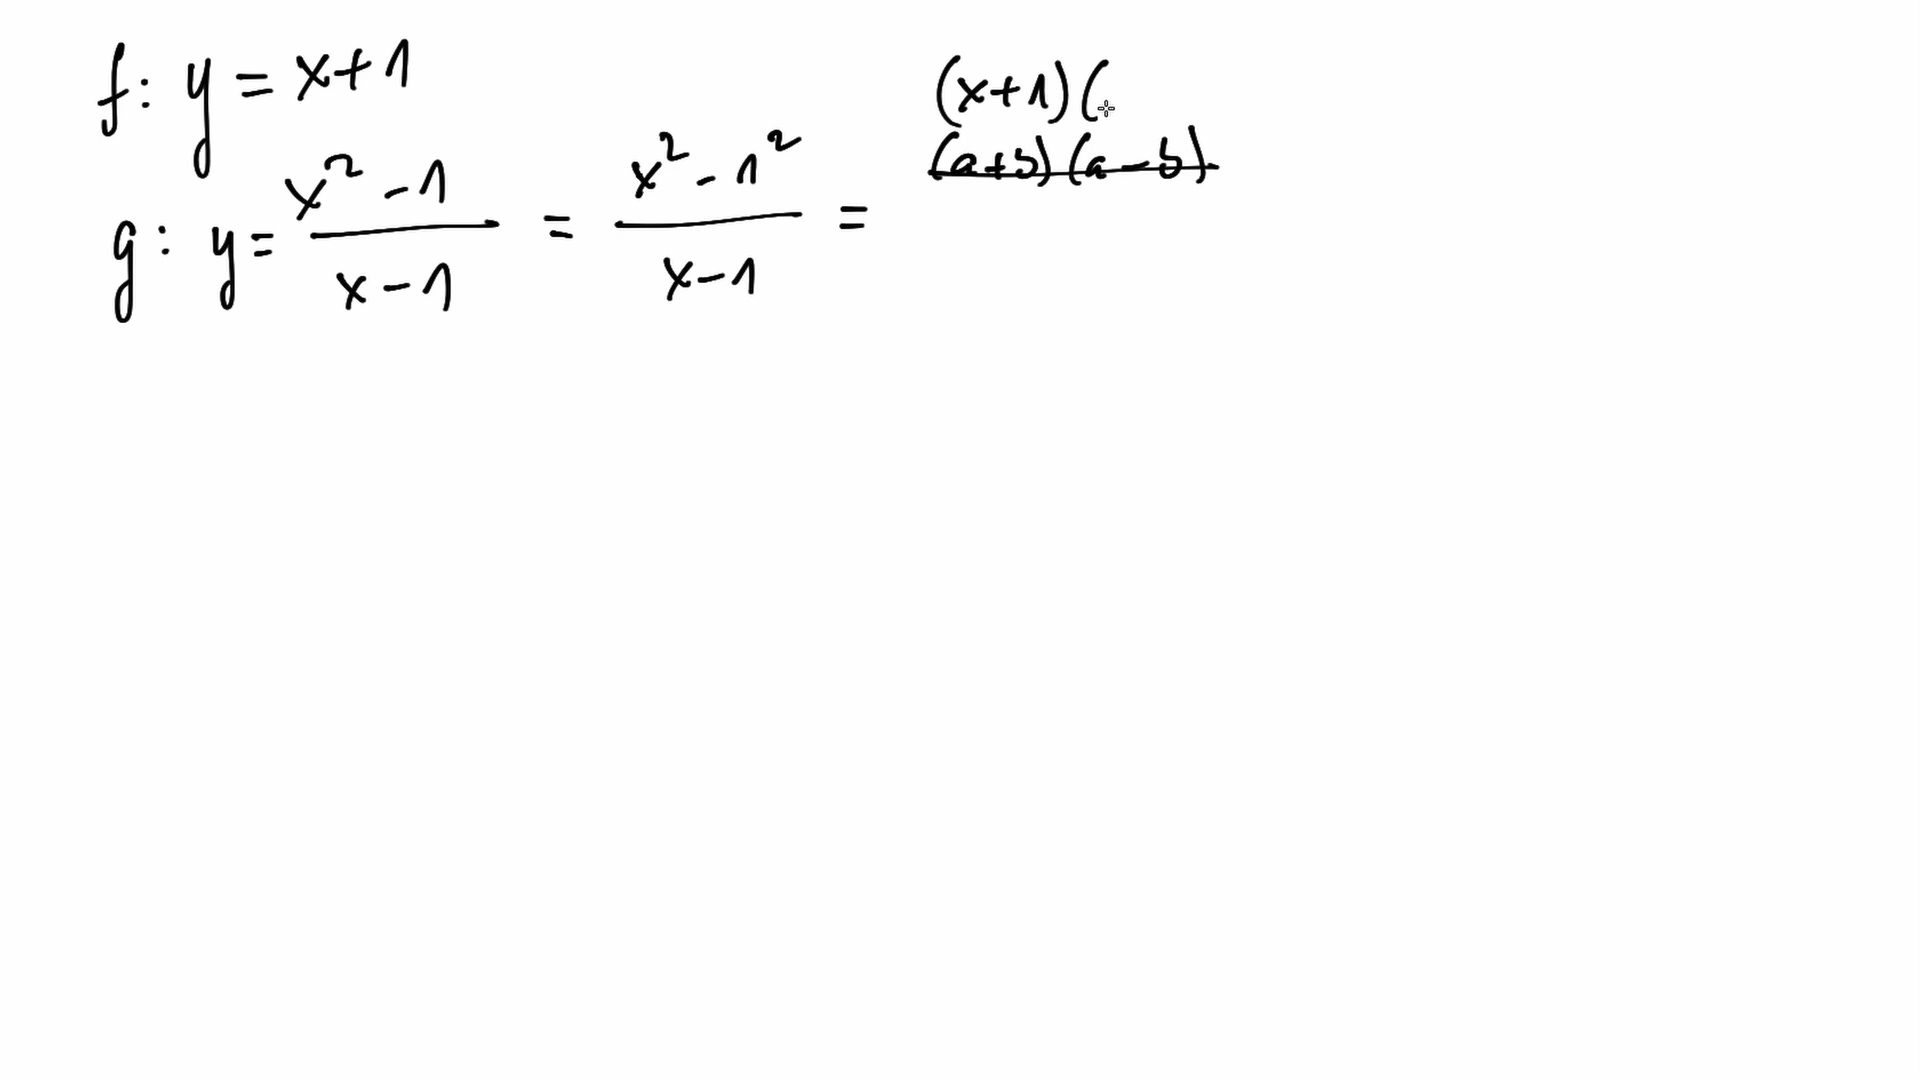 f: y = x+1
(x+1)(
(a+b)(a-b)
g: y = x² - 1 / x - 1 = x² - 1² / x - 1 =